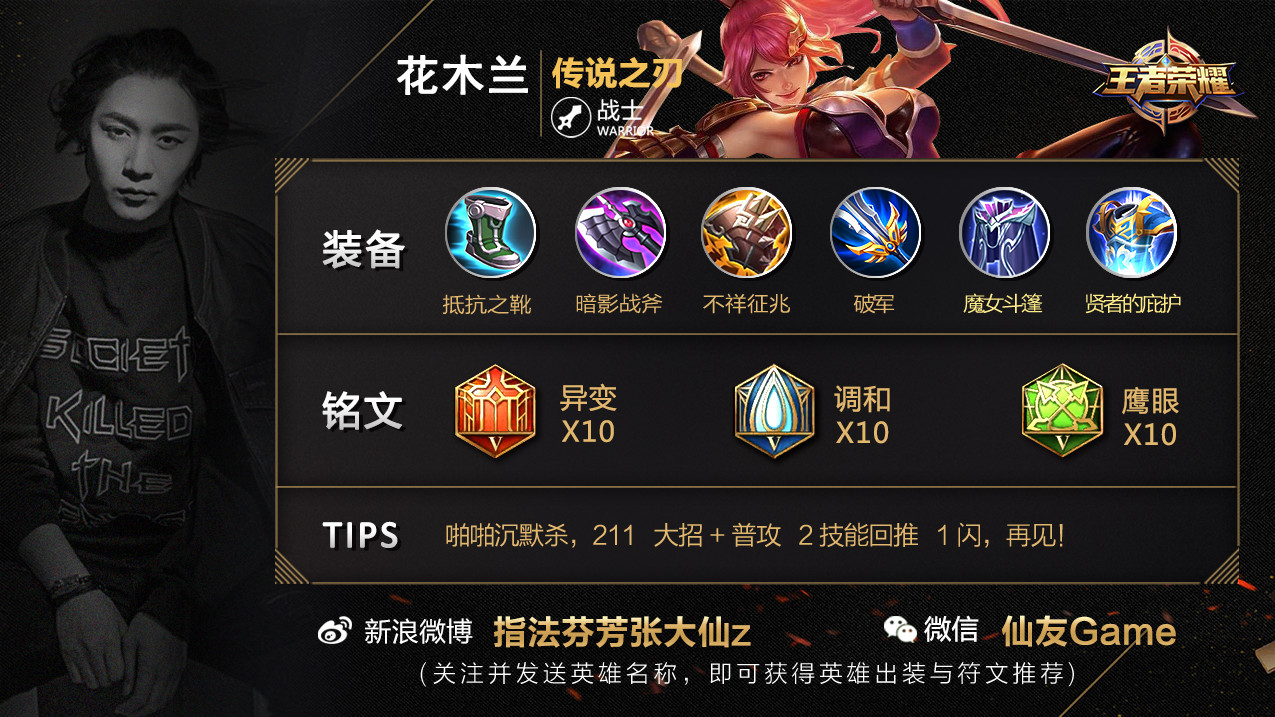 花木兰
传说之刃
战士
WARRIOR
王者荣耀
装备
抵抗之靴 暗影战斧 不祥征兆 破军 魔女斗篷 贤者的庇护
铭文
异变 调和 鹰眼
X10 X10 X10
V V V
TIPS
啪啪沉默杀，211 大招 + 普攻 2 技能回推 1 闪，再见！
SOCIET
KILLED
THE
新浪微博 指法芬芳张大仙z 微信 仙友Game
（关注并发送英雄名称，即可获得英雄出装与符文推荐）